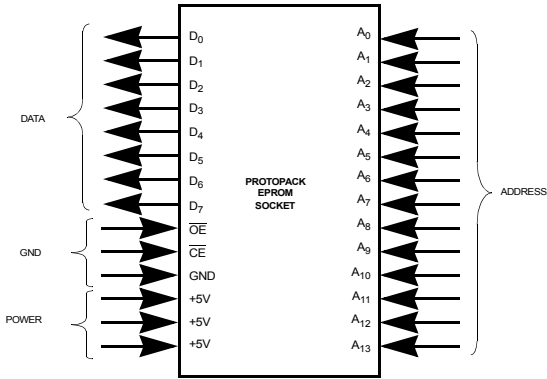 D0 A0
D1 A1
D2 A2
D3 A3
DATA D4 A4
D5 A5
D6 PROTOPACK A6
EPROM ADDRESS
D7 SOCKET A7
OE A8
CE A9
GND GND A10
+5V A11
POWER +5V A12
+5V A13